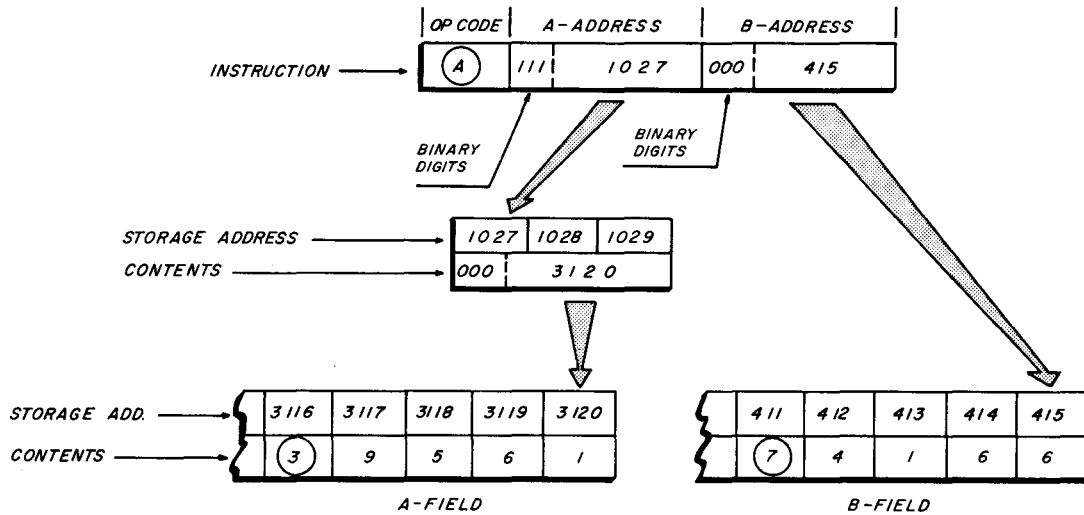 OP CODE A-ADDRESS B-ADDRESS
INSTRUCTION A 111 1027 000 415
BINARY DIGITS
BINARY DIGITS
STORAGE ADDRESS 1027 1028 1029
CONTENTS 000 3120
STORAGE ADD. 3116 3117 3118 3119 3120 411 412 413 414 415
CONTENTS 3 9 5 6 1 7 4 1 6 6
A-FIELD B-FIELD